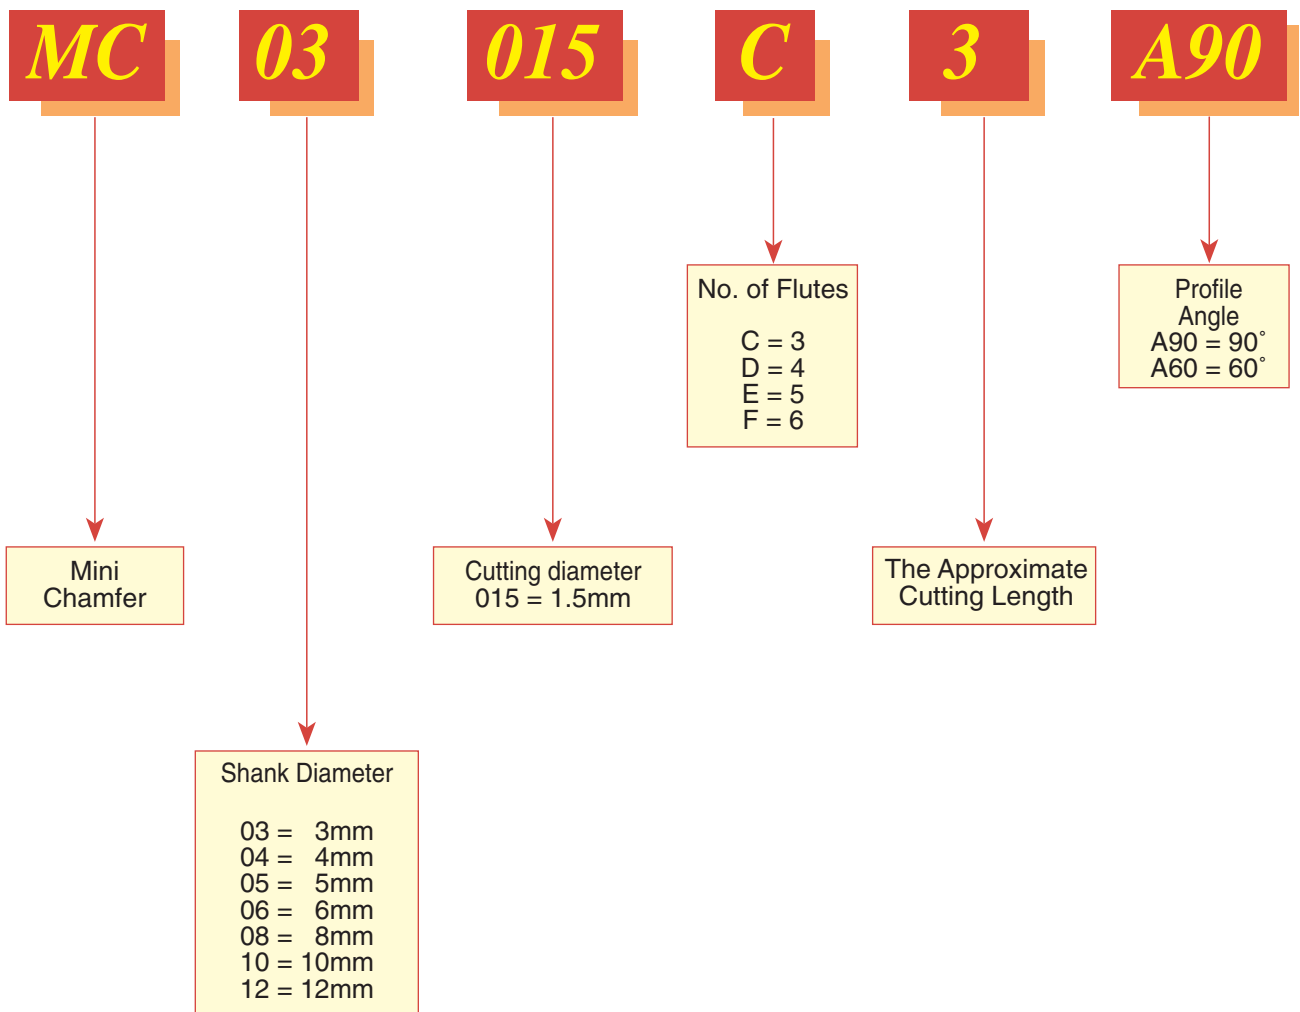 MC 03 015 C 3 A90
No. of Flutes
C = 3
D = 4
E = 5
F = 6
Profile
Angle
A90 = 90°
A60 = 60°
Mini
Chamfer
Cutting diameter
015 = 1.5mm
The Approximate
Cutting Length
Shank Diameter
03 = 3mm
04 = 4mm
05 = 5mm
06 = 6mm
08 = 8mm
10 = 10mm
12 = 12mm